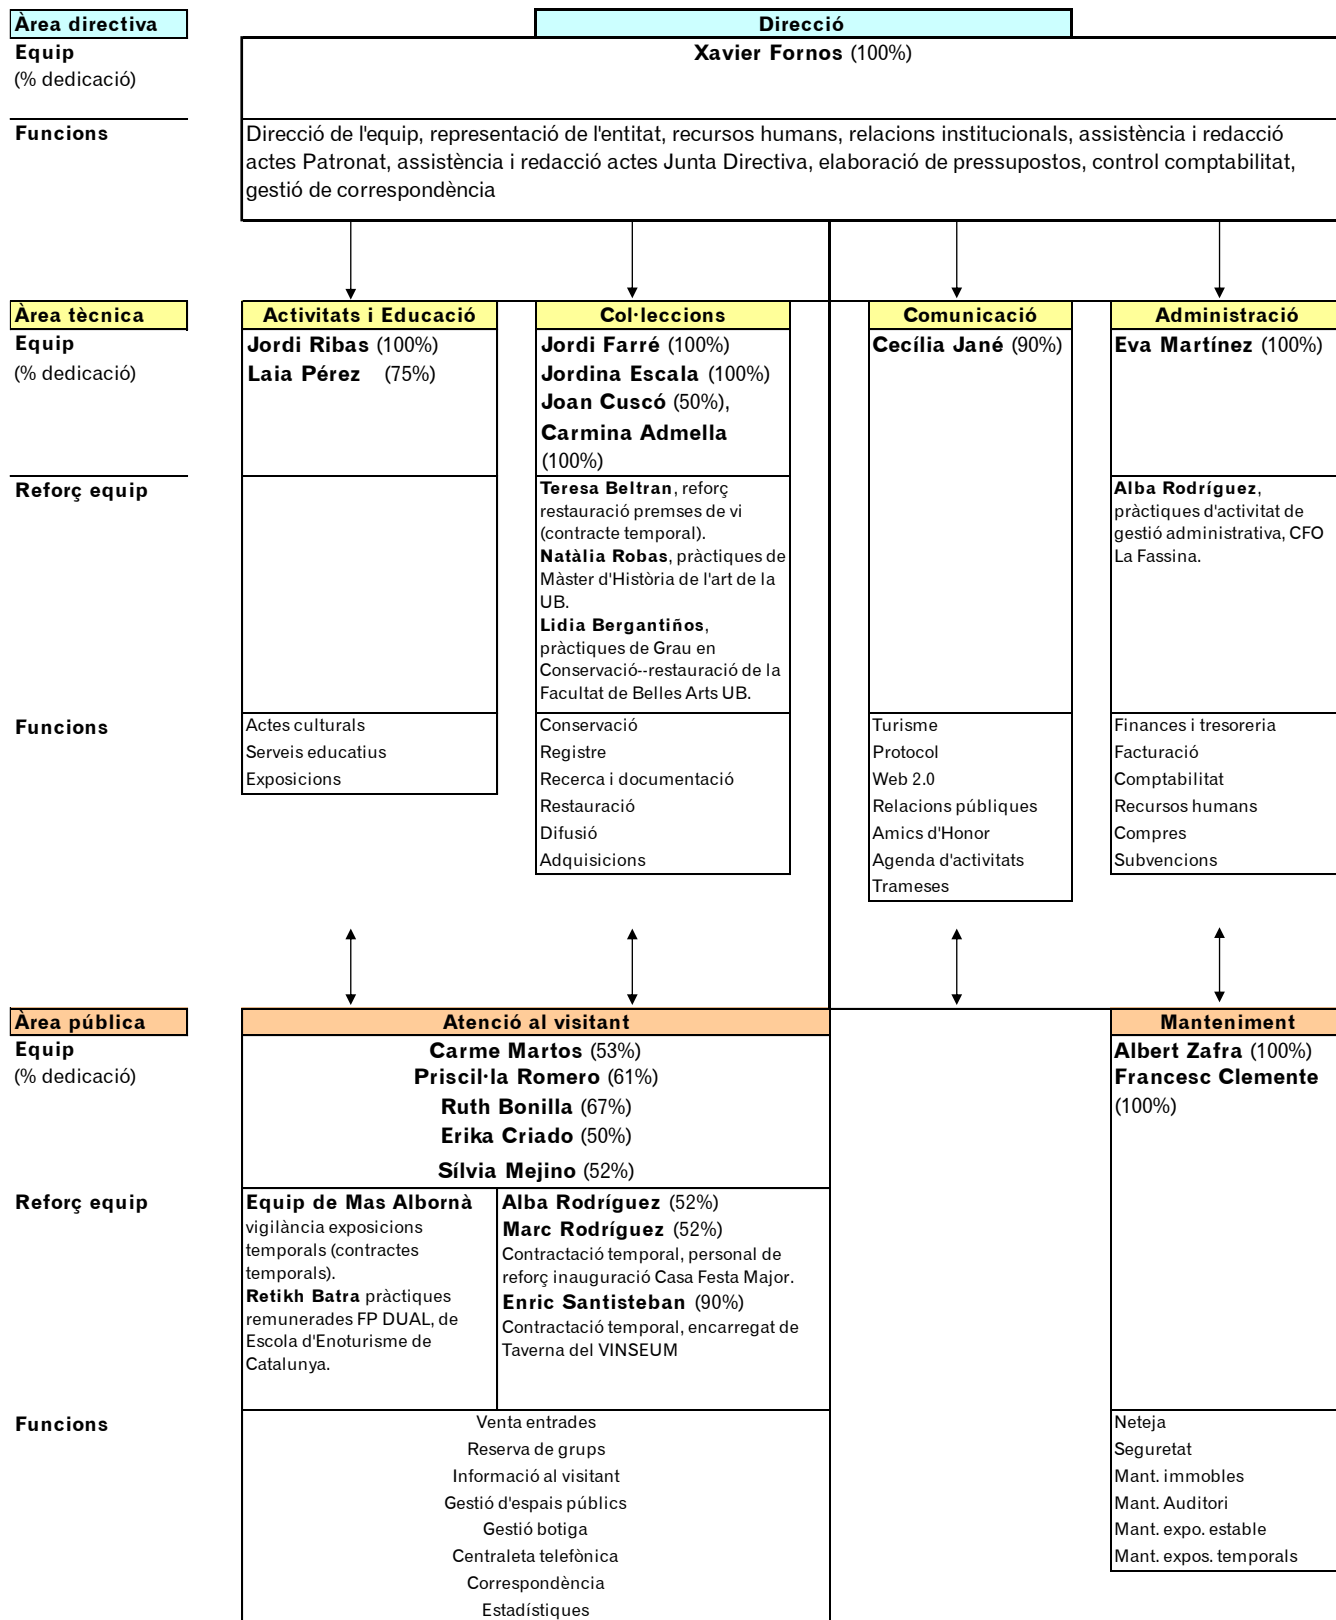 Àrea directiva
Direcció
Equip
(% dedicació)
Xavier Fornos (100%)
Funcions
Direcció de l'equip, representació de l'entitat, recursos humans, relacions institucionals, assistència i redacció
actes Patronat, assistència i redacció actes Junta Directiva, elaboració de pressupostos, control comptabilitat,
gestió de correspondència
Àrea tècnica
Equip
(% dedicació)
Reforç equip
Funcions
Activitats i Educació
Jordi Ribas (100%)
Laia Pérez (75%)
Actes culturals
Serveis educatius
Exposicions
Col·leccions
Jordi Farré (100%)
Jordina Escala (100%)
Joan Cuscó (50%),
Carmina Admella
(100%)
Teresa Beltran, reforç
restauració premses de vi
(contracte temporal).
Natàlia Robas, pràctiques de
Màster d'Història de l'art de la
UB.
Lidia Bergantiños,
pràctiques de Grau en
Conservació--restauració de la
Facultat de Belles Arts UB.
Conservació
Registre
Recerca i documentació
Restauració
Difusió
Adquisicions
Comunicació
Cecília Jané (90%)
Turisme
Protocol
Web 2.0
Relacions públiques
Amics d'Honor
Agenda d'activitats
Trameses
Administració
Eva Martínez (100%)
Alba Rodríguez,
pràctiques d'activitat de
gestió administrativa, CFO
La Fassina.
Finances i tresoreria
Facturació
Comptabilitat
Recursos humans
Compres
Subvencions
Àrea pública
Equip
(% dedicació)
Reforç equip
Funcions
Atenció al visitant
Carme Martos (53%)
Priscil·la Romero (61%)
Ruth Bonilla (67%)
Erika Criado (50%)
Sílvia Mejino (52%)
Equip de Mas Albornà
vigilància exposicions
temporals (contractes
temporals).
Retikh Batra pràctiques
remunerades FP DUAL, de
Escola d'Enoturisme de
Catalunya.
Alba Rodríguez (52%)
Marc Rodríguez (52%)
Contractació temporal, personal de
reforç inauguració Casa Festa Major.
Enric Santisteban (90%)
Contractació temporal, encarregat de
Taverna del VINSEUM
Venta entrades
Reserva de grups
Informació al visitant
Gestió d'espais públics
Gestió botiga
Centraleta telefònica
Correspondència
Estadístiques
Manteniment
Albert Zafra (100%)
Francesc Clemente
(100%)
Neteja
Seguretat
Mant. immobles
Mant. Auditori
Mant. expo. estable
Mant. expos. temporals